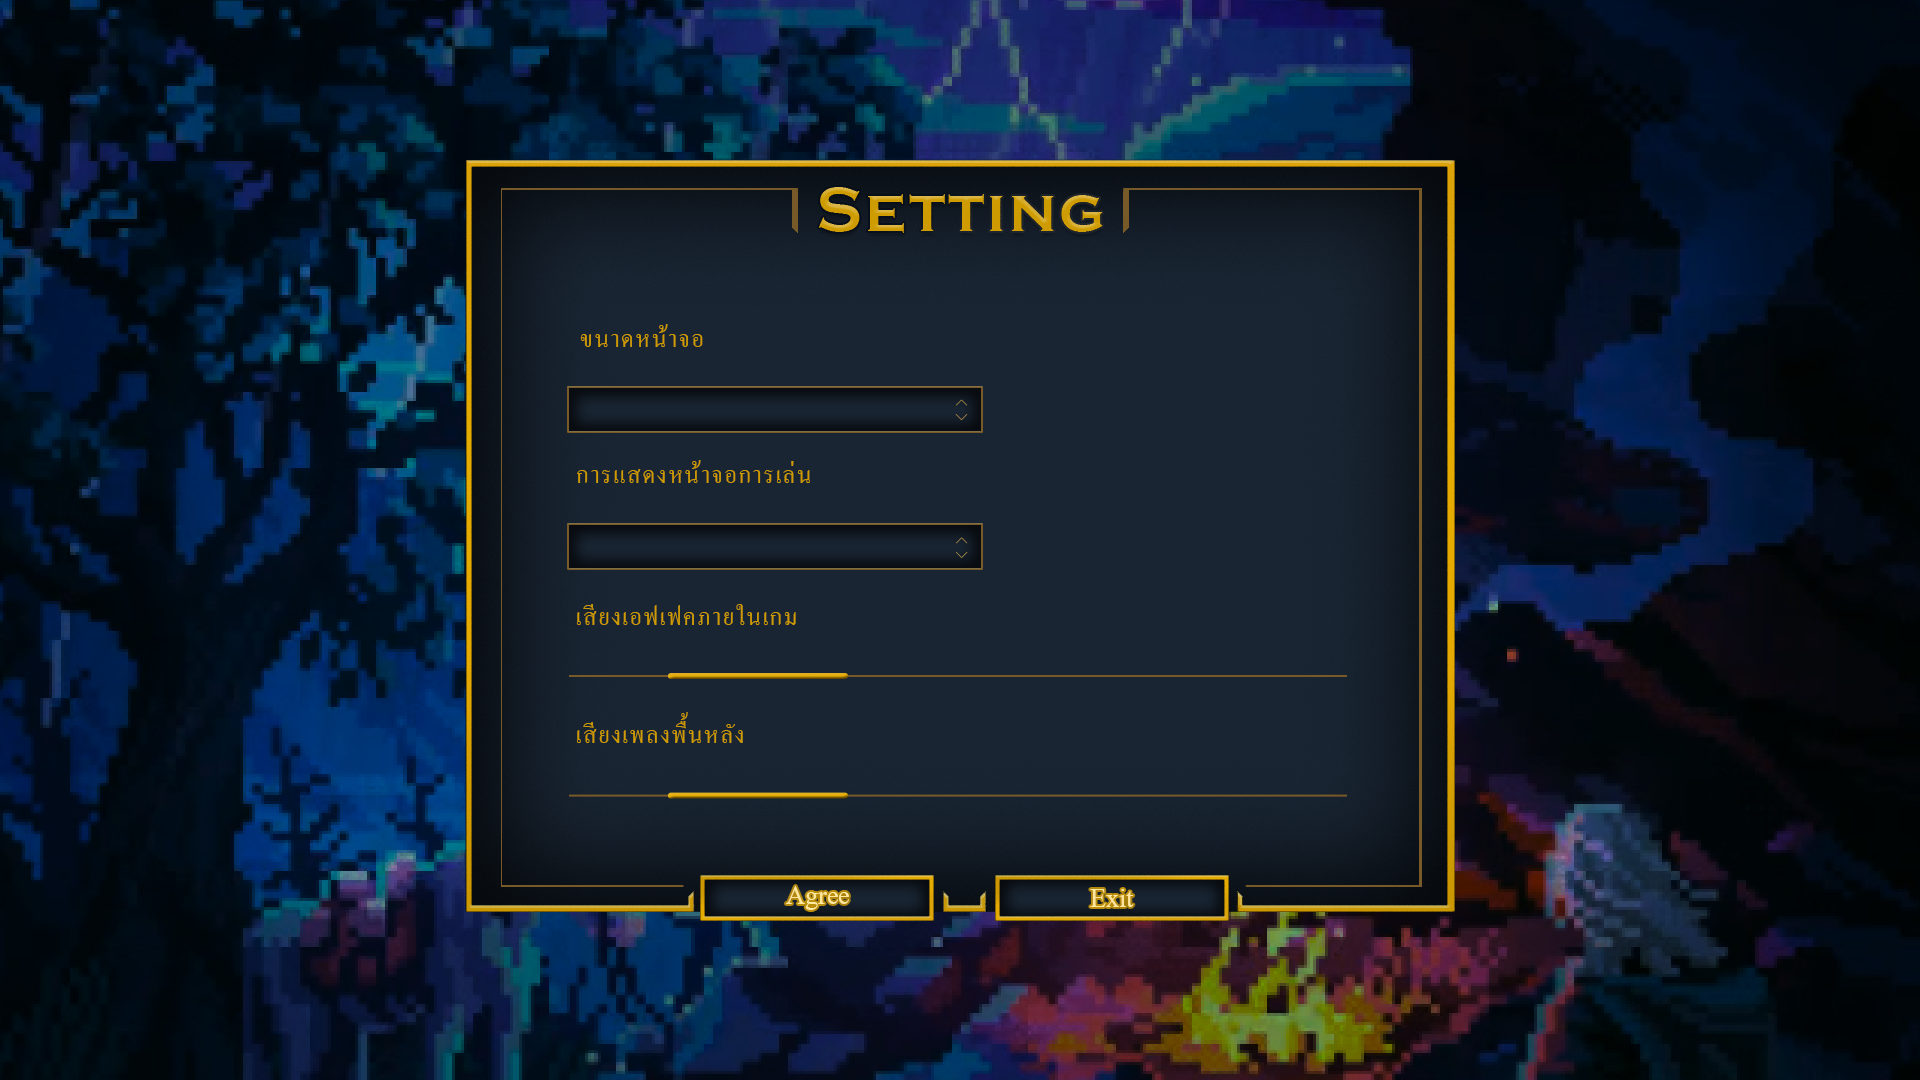 SETTING
ขนาดหน้าจอ
การแสดงหน้าจอการเล่น
เสียงเอฟเฟคภายในเกม
เสียงเพลงพื้นหลัง
Agree
Exit